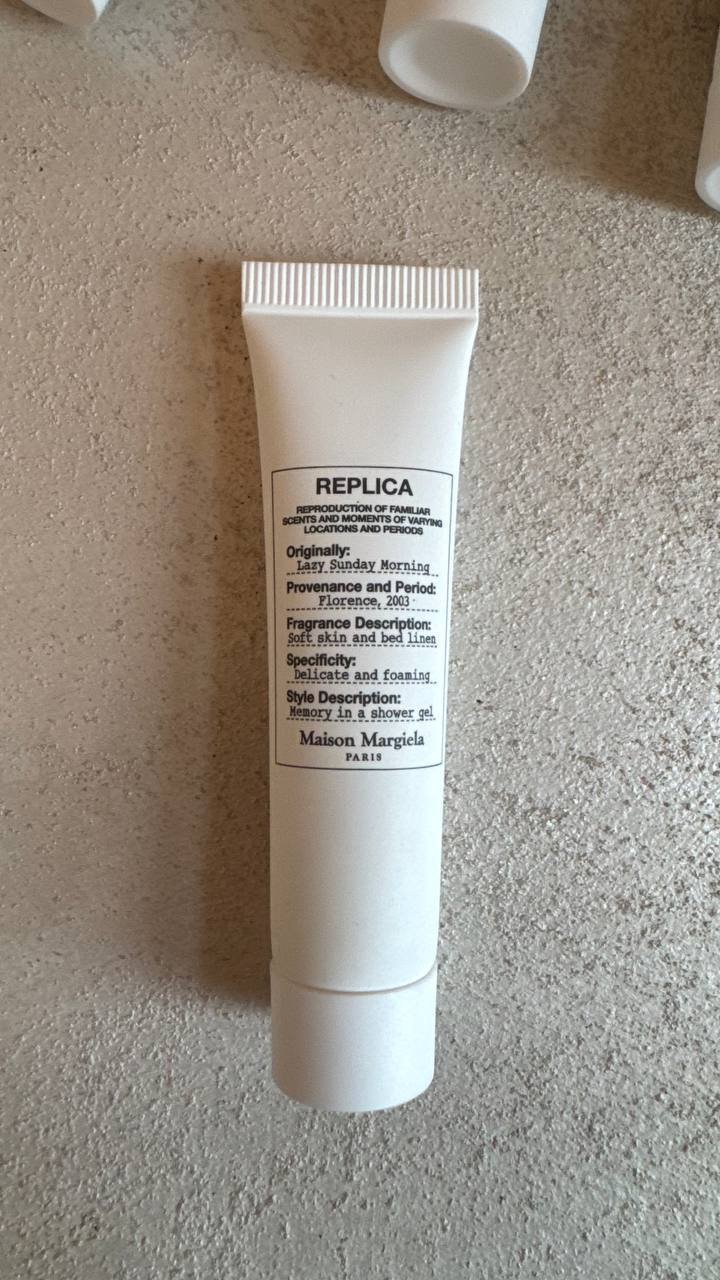 REPLICA
REPRODUCTION OF FAMILIAR
SCENTS AND MOMENTS OF VARYING
LOCATIONS AND PERIODS
Originally:
Lazy Sunday Morning
Provenance and Period:
Florence, 2003
Fragrance Description:
Soft skin and bed linen
Specificity:
Delicate and foaming
Style Description:
Memory in a shower gel
Maison Margiela
PARIS